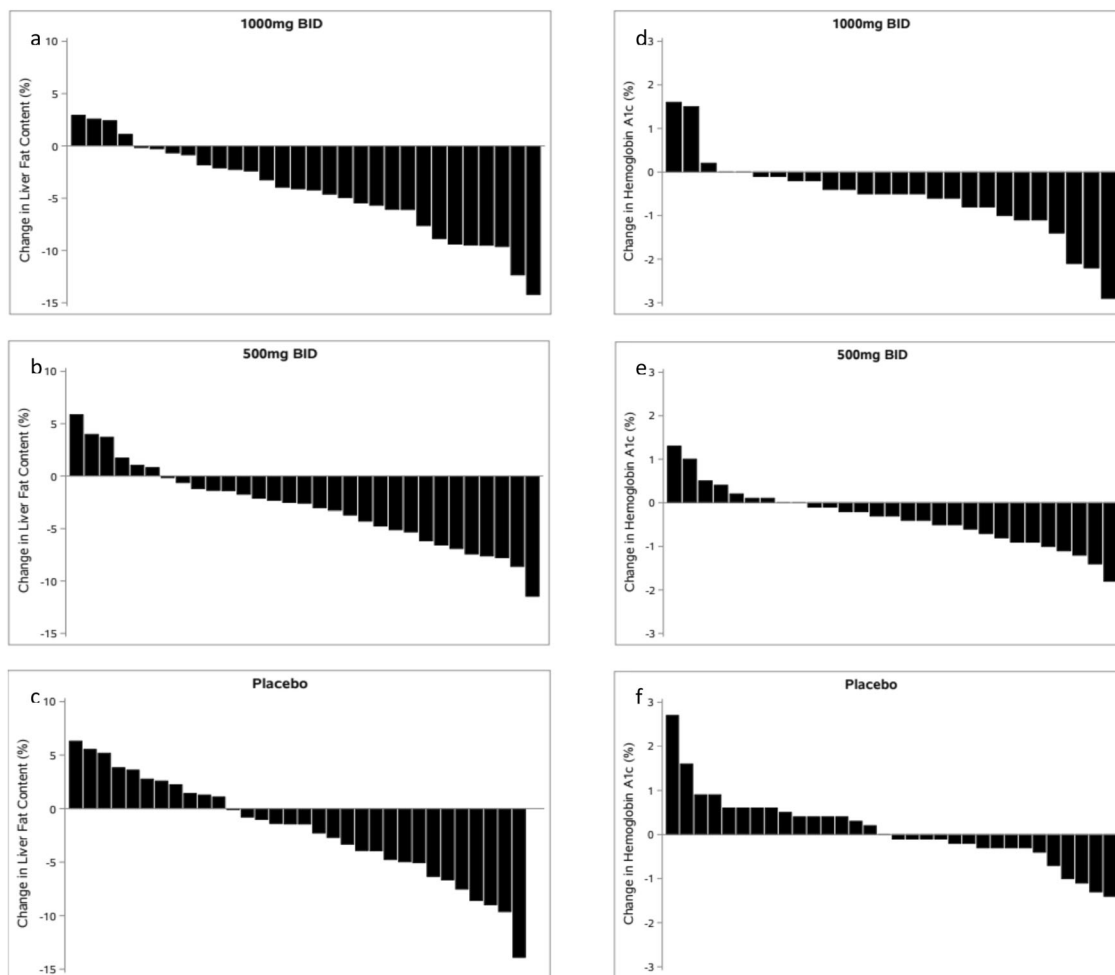 a
1000mg BID
Change in Liver Fat Content (%)
10
5
0
-5
-10
-15
d
1000mg BID
Change in Hemoglobin A1c (%)
3
2
1
0
-1
-2
-3
b
500mg BID
Change in Liver Fat Content (%)
10
5
0
-5
-10
-15
e
500mg BID
Change in Hemoglobin A1c (%)
3
2
1
0
-1
-2
-3
c
Placebo
Change in Liver Fat Content (%)
10
5
0
-5
-10
-15
f
Placebo
Change in Hemoglobin A1c (%)
3
2
1
0
-1
-2
-3